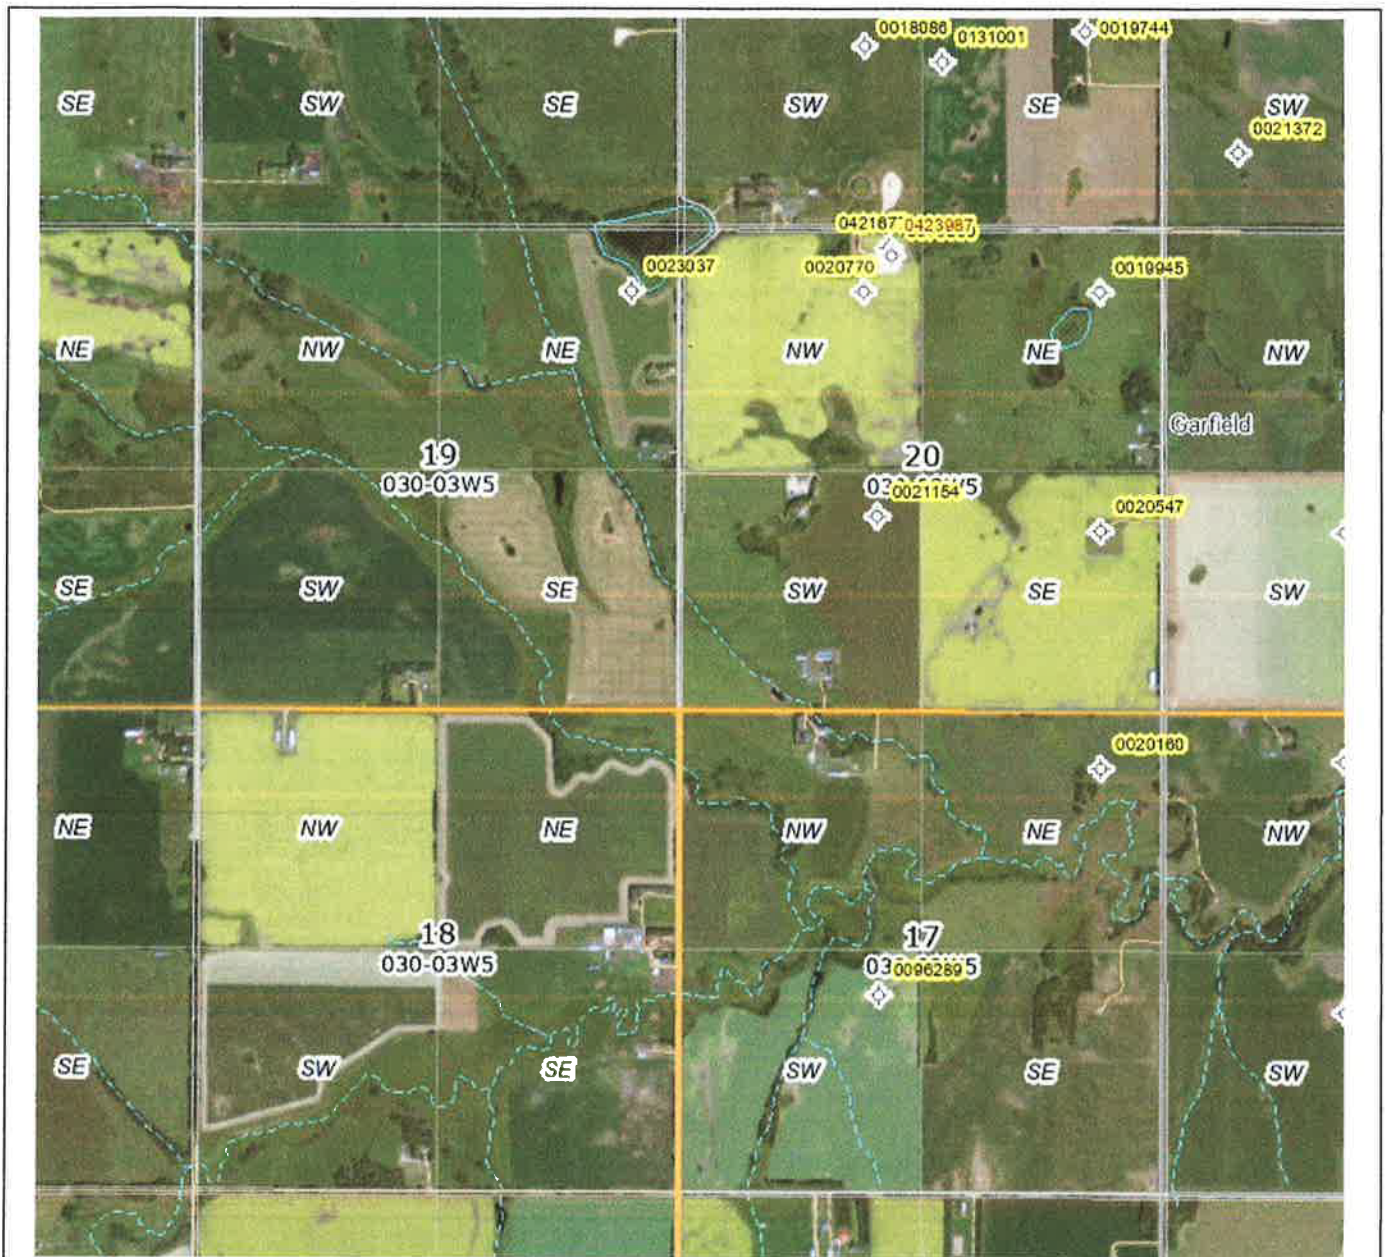 0018086 0131001 0019744
SE SW SE SW SE SW
0021372
0423987
0023037 0020770 0019945
NE NW NE NW NE NW
Garfield
19 20
030-03W5
0021154 0020547
SE SW SE SW SE SW
0020160
NE NW NE NW NE NW
18 17
030-03W5
0096289
SE SW SE SW SE SW